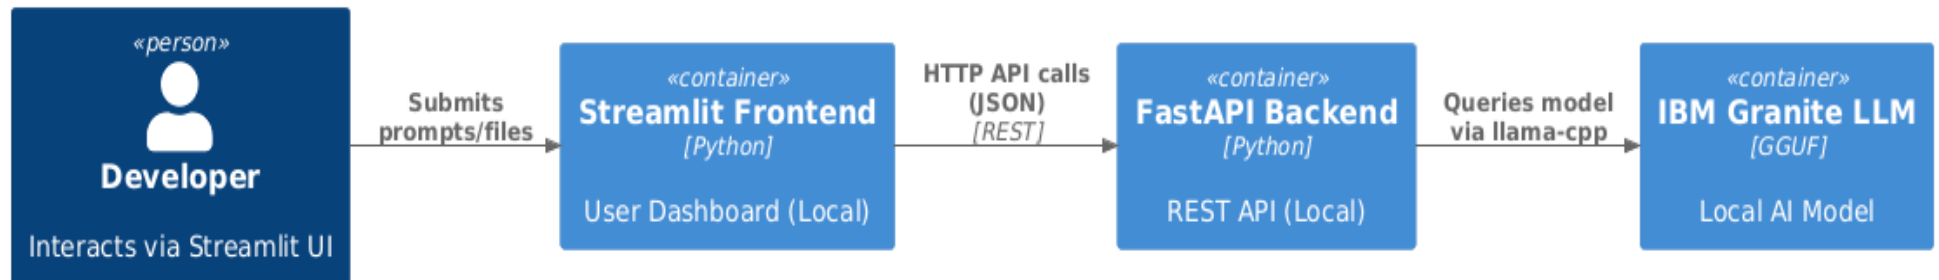 «person»
Developer
Interacts via Streamlit UI
Submits
prompts/files
«container»
Streamlit Frontend
[Python]
User Dashboard (Local)
HTTP API calls
(JSON)
[REST]
«container»
FastAPI Backend
[Python]
REST API (Local)
Queries model
via llama-cpp
«container»
IBM Granite LLM
[GGUF]
Local AI Model